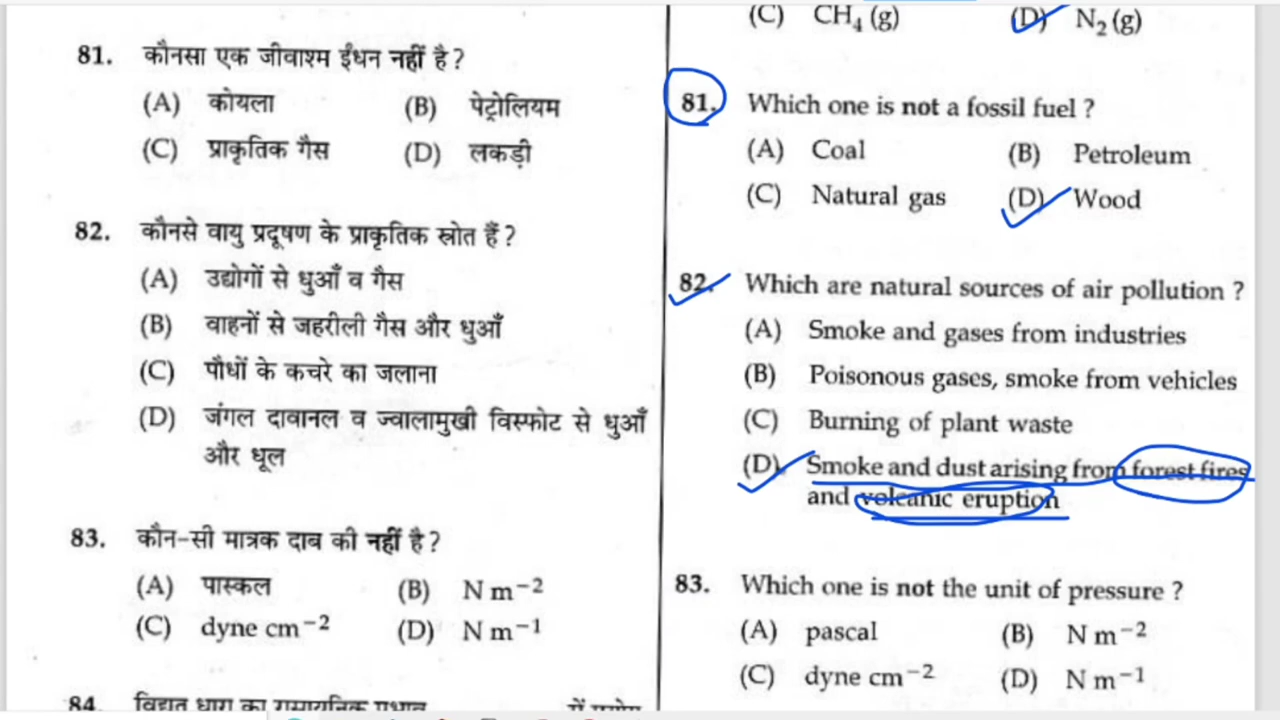 81. कौनसा एक जीवाश्म ईंधन नहीं है ?
(A) कोयला (B) पेट्रोलियम
(C) प्राकृतिक गैस (D) लकड़ी
82. कौनसे वायु प्रदूषण के प्राकृतिक स्त्रोत हैं ?
(A) उद्योगों से धुआँ व गैस
(B) वाहनों से जहरीली गैस और धुआँ
(C) पौधों के कचरे का जलाना
(D) जंगल दावानल व ज्वालामुखी विस्फोट से धुआँ
और धूल
83. कौन-सी मात्रक दाब की नहीं है ?
(A) पास्कल (B) N m⁻²
(C) dyne cm⁻² (D) N m⁻¹
84.
(C) CH₄ (g) (D) N₂ (g)
81. Which one is not a fossil fuel ?
(A) Coal (B) Petroleum
(C) Natural gas (D) Wood
82. Which are natural sources of air pollution ?
(A) Smoke and gases from industries
(B) Poisonous gases, smoke from vehicles
(C) Burning of plant waste
(D) Smoke and dust arising from forest fires
and volcanic eruption
83. Which one is not the unit of pressure ?
(A) pascal (B) N m⁻²
(C) dyne cm⁻² (D) N m⁻¹